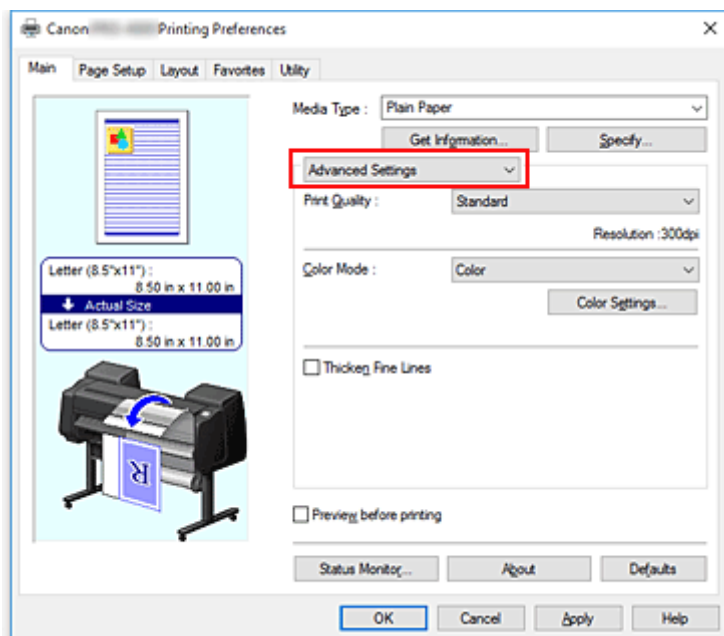 Canon Printing Preferences
Main Page Setup Layout Favorites Utility
Media Type : Plain Paper
Get Information... Specify...
Advanced Settings
Print Quality : Standard
Resolution :300dpi
Color Mode : Color
Color Settings...
Thicken Fine Lines
Letter (8.5"x11") :
8.50 in x 11.00 in
Actual Size
Letter (8.5"x11") :
8.50 in x 11.00 in
R
Preview before printing
Status Monitor... About Defaults
OK Cancel Apply Help